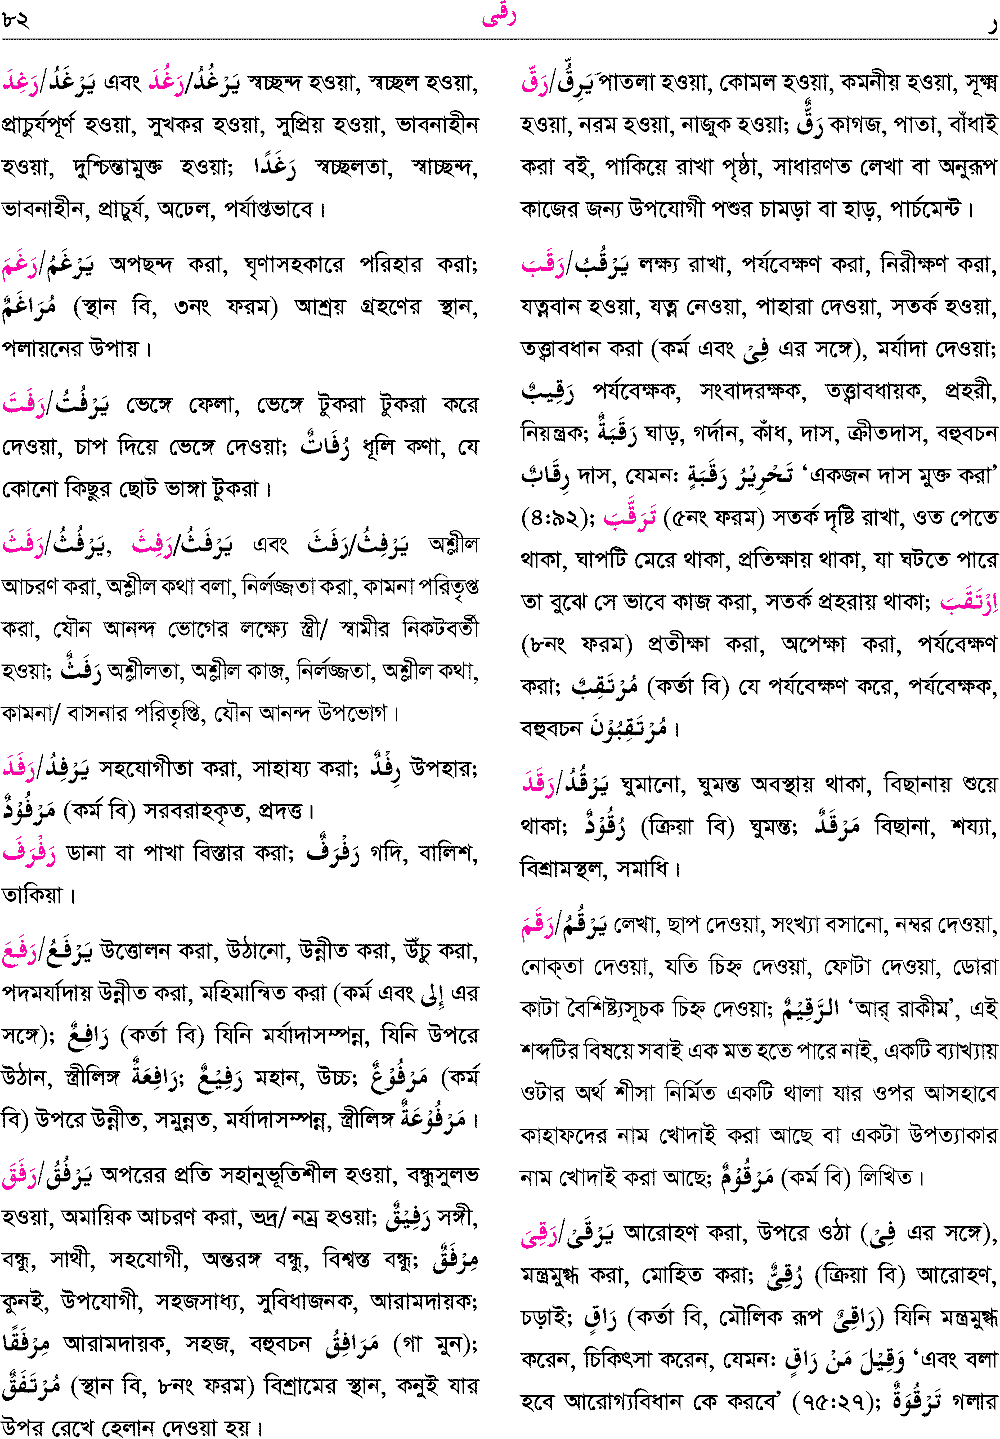 ৮২ رقى ر
رَغِدَ/يَرْغَدُ এবং رَغُدَ/يَرْغُدُ স্বাচ্ছন্দ হওয়া, স্বচ্ছল হওয়া,
প্রাচুর্যপূর্ণ হওয়া, সুখকর হওয়া, সুপ্রিয় হওয়া, ভাবনাহীন
হওয়া, দুশ্চিন্তামুক্ত হওয়া; رَغَدًا স্বচ্ছলতা, স্বাচ্ছন্দ,
ভাবনাহীন, প্রাচুর্য, অঢেল, পর্যাপ্তভাবে।
رَغَمَ/يَرْغَمُ অপছন্দ করা, ঘৃণাসহকারে পরিহার করা;
مُرَاغَمٌ (স্থান বি, ৩নং ফরম) আশ্রয় গ্রহণের স্থান,
পলায়নের উপায়।
رَفَتَ/يَرْفُتُ ভেঙ্গে ফেলা, ভেঙ্গে টুকরা টুকরা করে
দেওয়া, চাপ দিয়ে ভেঙ্গে দেওয়া; رُفَاتٌ ধূলি কণা, যে
কোনো কিছুর ছোট ভাঙ্গা টুকরা।
رَفَثَ/يَرْفُثُ, رَفِثَ/يَرْفَثُ এবং رَفَثَ/يَرْفِثُ অশ্লীল
আচরণ করা, অশ্লীল কথা বলা, নির্লজ্জতা করা, কামনা পরিতৃপ্ত
করা, যৌন আনন্দ ভোগের লক্ষ্যে স্ত্রী/ স্বামীর নিকটবর্তী
হওয়া; رَفَثٌ অশ্লীলতা, অশ্লীল কাজ, নির্লজ্জতা, অশ্লীল কথা,
কামনা/ বাসনার পরিতৃপ্তি, যৌন আনন্দ উপভোগ।
رَفَدَ/يَرْفِدُ সহযোগীতা করা, সাহায্য করা; رِفْدٌ উপহার;
مَرْفُوْدٌ (কর্ম বি) সরবরাহকৃত, প্রদত্ত।
رَفْرَفَ ডানা বা পাখা বিস্তার করা; رَفْرَفٌ গদি, বালিশ,
তাকিয়া।
رَفَعَ/يَرْفَعُ উত্তোলন করা, উঠানো, উন্নীত করা, উঁচু করা,
পদমর্যাদায় উন্নীত করা, মহিমান্বিত করা (কর্ম এবং إِلٰى এর
সঙ্গে); رَافِعٌ (কর্তা বি) যিনি মর্যাদাসম্পন্ন, যিনি উপরে
উঠান, স্ত্রীলিঙ্গ رَافِعَةٌ; رَفِيْعٌ মহান, উচ্চ; مَرْفُوْعٌ (কর্ম
বি) উপরে উন্নীত, সমুন্নত, মর্যাদাসম্পন্ন, স্ত্রীলিঙ্গ مَرْفُوْعَةٌ।
رَفَقَ/يَرْفُقُ অপরের প্রতি সহানুভূতিশীল হওয়া, বন্ধুসুলভ
হওয়া, অমায়িক আচরণ করা, ভদ্র/ নম্র হওয়া; رَفِيْقٌ সঙ্গী,
বন্ধু, সাথী, সহযোগী, অন্তরঙ্গ বন্ধু, বিশ্বস্ত বন্ধু; مِرْفَقٌ
কুনই, উপযোগী, সহজসাধ্য, সুবিধাজনক, আরামদায়ক;
مِرْفَقًا আরামদায়ক, সহজ, বহুবচন مَرَافِقُ (গা মুন);
مُرْتَفَقٌ (স্থান বি, ৮নং ফরম) বিশ্রামের স্থান, কনুই যার
উপর রেখে হেলান দেওয়া হয়।
رَقَّ/يَرِقُّ পাতলা হওয়া, কোমল হওয়া, কমনীয় হওয়া, সূক্ষ্ম
হওয়া, নরম হওয়া, নাজুক হওয়া; رَقٌّ কাগজ, পাতা, বাঁধাই
করা বই, পাকিয়ে রাখা পৃষ্ঠা, সাধারণত লেখা বা অনুরূপ
কাজের জন্য উপযোগী পশুর চামড়া বা হাড়, পার্চমেন্ট।
رَقَبَ/يَرْقُبُ লক্ষ্য রাখা, পর্যবেক্ষণ করা, নিরীক্ষণ করা,
যত্নবান হওয়া, যত্ন নেওয়া, পাহারা দেওয়া, সতর্ক হওয়া,
তত্ত্বাবধান করা (কর্ম এবং فِيْ এর সঙ্গে), মর্যাদা দেওয়া;
رَقِيبٌ পর্যবেক্ষক, সংবাদরক্ষক, তত্ত্বাবধায়ক, প্রহরী,
নিয়ন্ত্রক; رَقَبَةٌ ঘাড়, গর্দান, কাঁধ, দাস, ক্রীতদাস, বহুবচন
رِقَابٌ দাস, যেমন: تَحْرِيْرُ رَقَبَةٍ ‘একজন দাস মুক্ত করা’
(৪:৯২); تَرَقَّبَ (৫নং ফরম) সতর্ক দৃষ্টি রাখা, ওত পেতে
থাকা, ঘাপটি মেরে থাকা, প্রতিক্ষায় থাকা, যা ঘটতে পারে
তা বুঝে সে ভাবে কাজ করা, সতর্ক প্রহরায় থাকা; اِرْتَقَبَ
(৮নং ফরম) প্রতীক্ষা করা, অপেক্ষা করা, পর্যবেক্ষণ
করা; مُرْتَقِبٌ (কর্তা বি) যে পর্যবেক্ষণ করে, পর্যবেক্ষক,
বহুবচন مُرْتَقِبُوْنَ।
رَقَدَ/يَرْقُدُ ঘুমানো, ঘুমন্ত অবস্থায় থাকা, বিছানায় শুয়ে
থাকা; رُقُوْدٌ (ক্রিয়া বি) ঘুমন্ত; مَرْقَدٌ বিছানা, শয্যা,
বিশ্রামস্থল, সমাধি।
رَقَمَ/يَرْقُمُ লেখা, ছাপ দেওয়া, সংখ্যা বসানো, নম্বর দেওয়া,
নোক্‌তা দেওয়া, যতি চিহ্ন দেওয়া, ফোটা দেওয়া, ডোরা
কাটা বৈশিষ্ট্যসূচক চিহ্ন দেওয়া; الرَّقِيْمُ ‘আর্ রাকীম’, এই
শব্দটির বিষয়ে সবাই এক মত হতে পারে নাই, একটি ব্যাখ্যায়
ওটার অর্থ শীসা নির্মিত একটি থালা যার ওপর আসহাবে
কাহাফদের নাম খোদাই করা আছে বা একটা উপত্যাকার
নাম খোদাই করা আছে; مَرْقُوْمٌ (কর্ম বি) লিখিত।
رَقِيَ/يَرْقَىْ আরোহণ করা, উপরে ওঠা (فِيْ এর সঙ্গে),
মন্ত্রমুগ্ধ করা, মোহিত করা; رُقِيٌّ (ক্রিয়া বি) আরোহণ,
চড়াই; رَاقٍ (কর্তা বি, মৌলিক রূপ رَاقِيٌ) যিনি মন্ত্রমুগ্ধ
করেন, চিকিৎসা করেন, যেমন: وَقِيْلَ مَنْ رَاقٍ ‘এবং বলা
হবে আরোগ্যবিধান কে করবে’ (৭৫:২৭); تَرْقُوَةٌ গলার